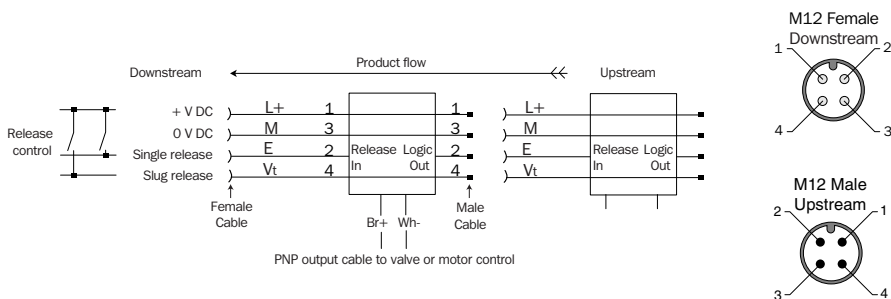 Product flow
Downstream
Upstream
Release
control
+ V DC
0 V DC
Single release
Slug release
L+
M
E
Vt
1
3
2
4
Release
In
Logic
Out
1
3
2
4
L+
M
E
Vt
Release
In
Logic
Out
Female
Cable
Br+
Wh-
Male
Cable
PNP output cable to valve or motor control
M12 Female
Downstream
1
2
4
3
M12 Male
Upstream
2
1
3
4